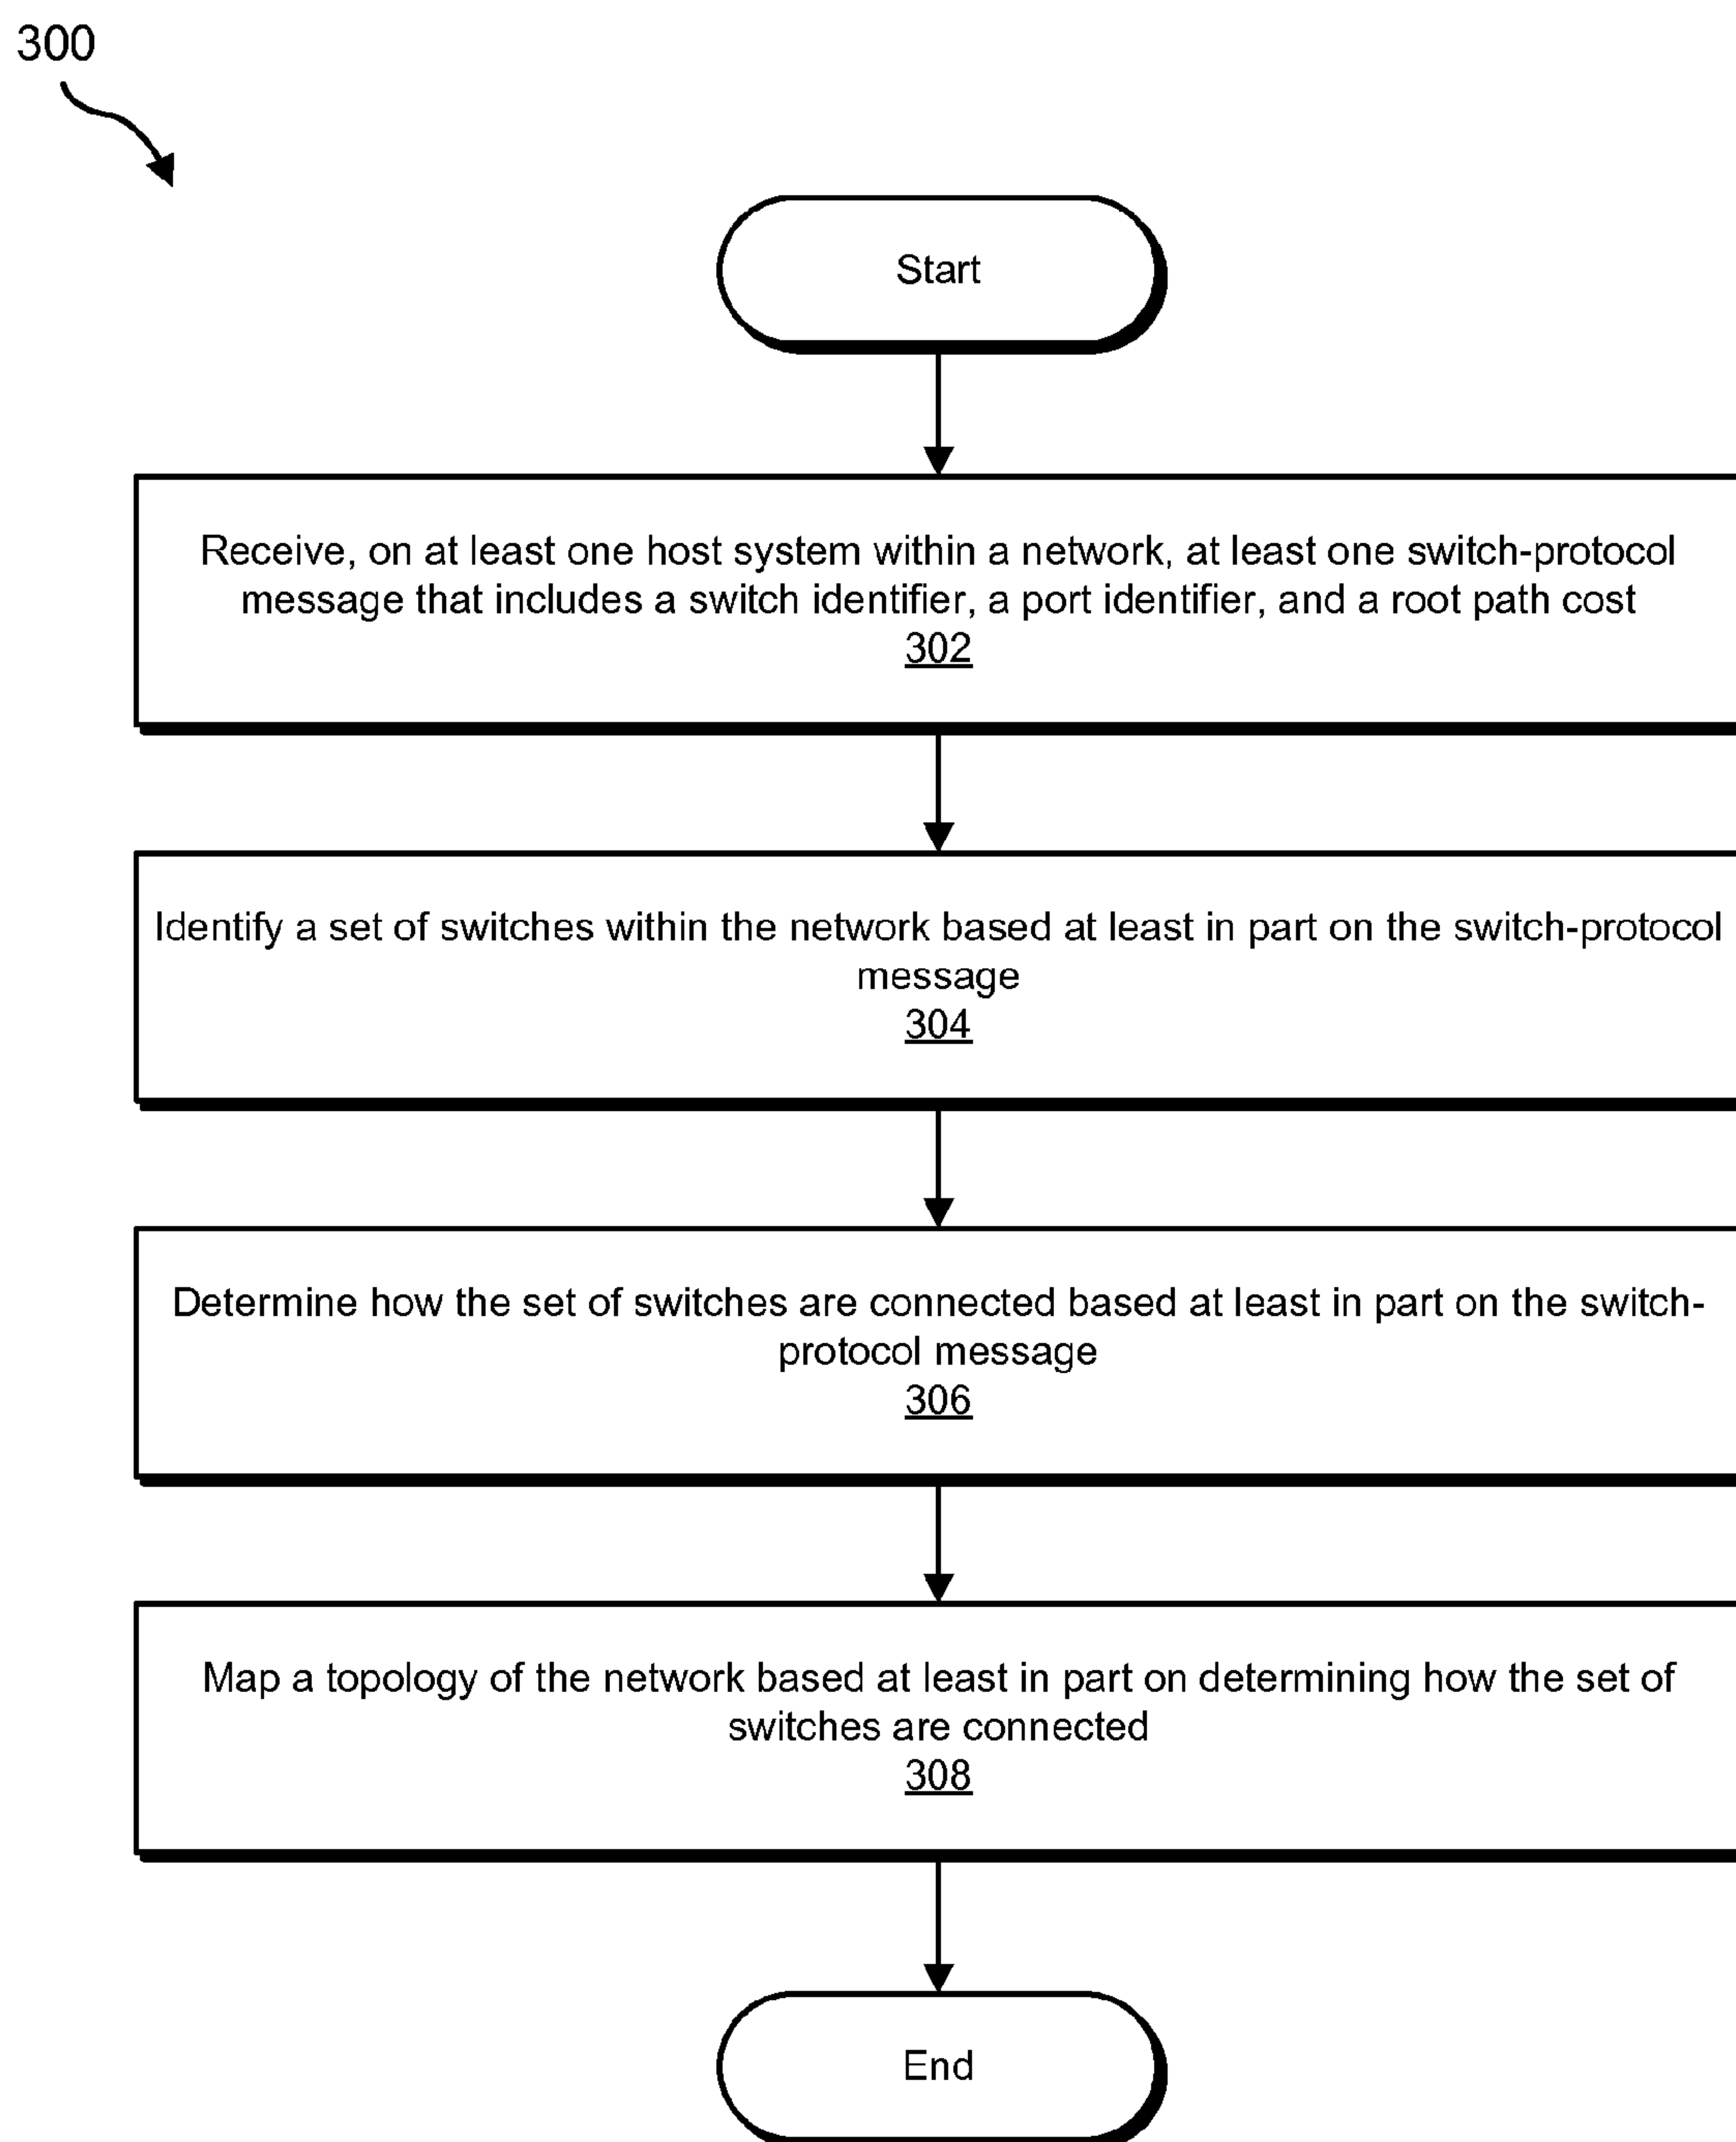 300
Start
Receive, on at least one host system within a network, at least one switch-protocol
message that includes a switch identifier, a port identifier, and a root path cost
302
Identify a set of switches within the network based at least in part on the switch-protocol
message
304
Determine how the set of switches are connected based at least in part on the switch-
protocol message
306
Map a topology of the network based at least in part on determining how the set of
switches are connected
308
End